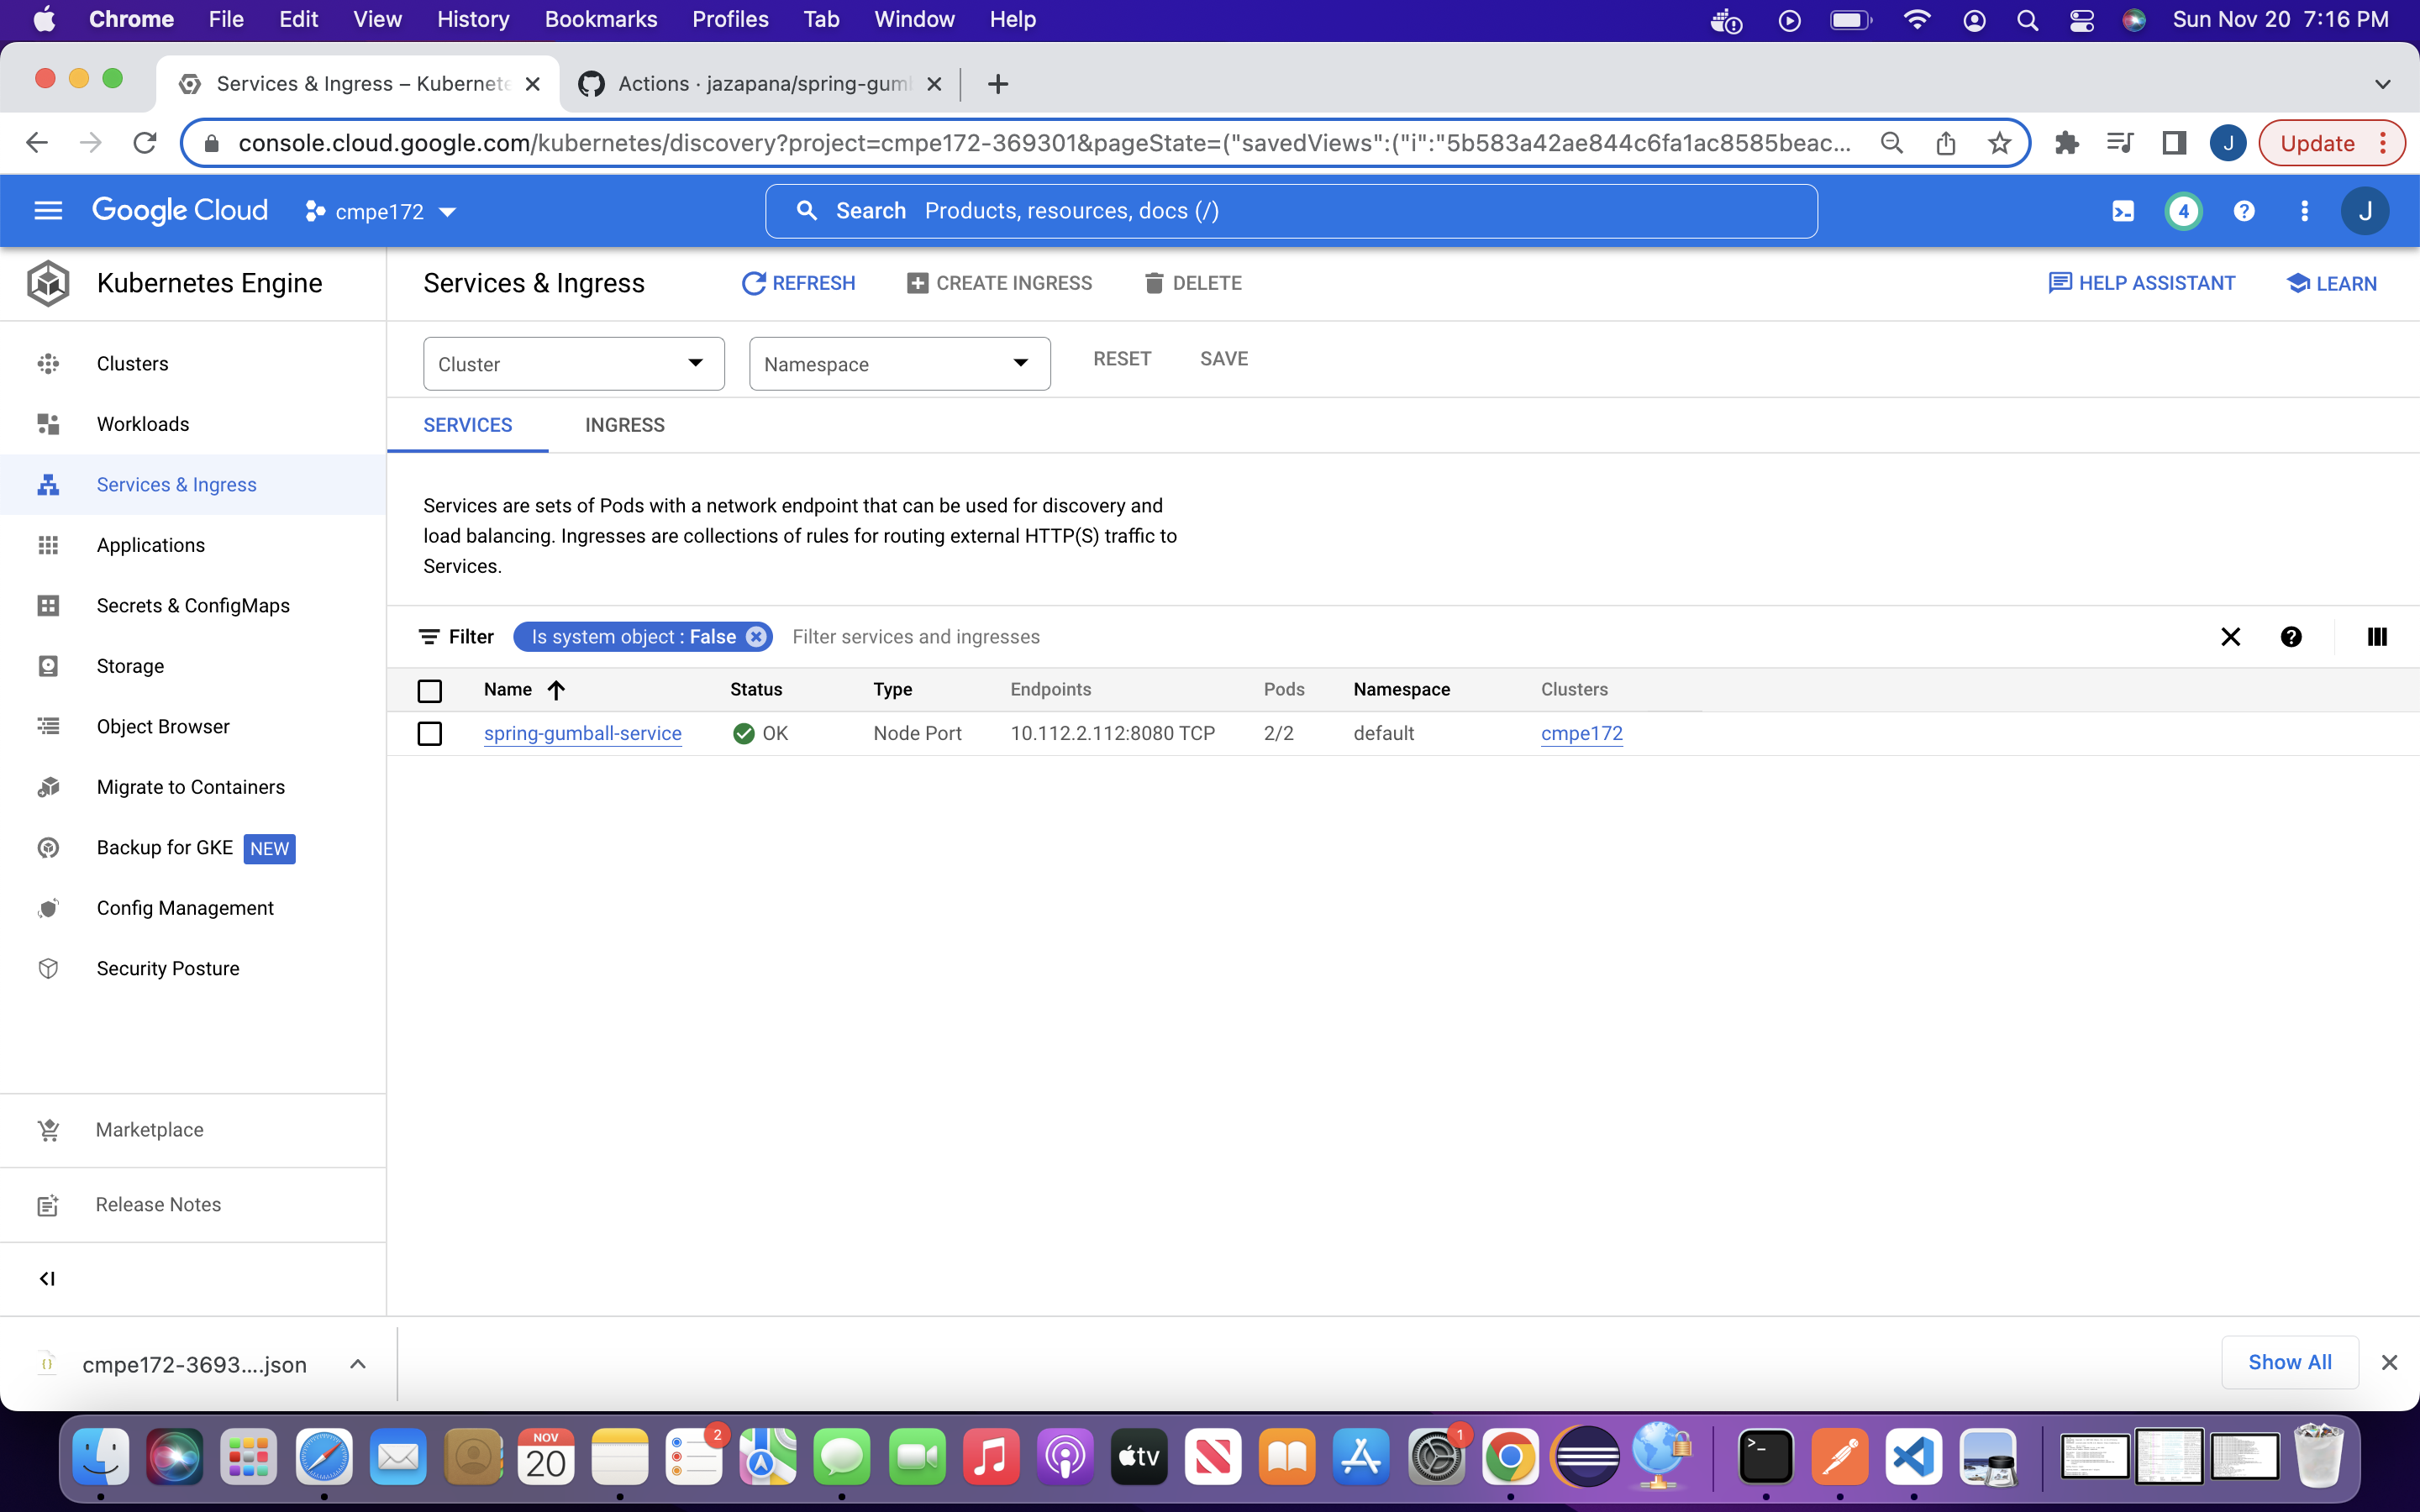 Chrome File Edit View History Bookmarks Profiles Tab Window Help Sun Nov 20 7:16 PM
Services & Ingress – Kubernete Actions · jazapana/spring-gum
console.cloud.google.com/kubernetes/discovery?project=cmpe172-369301&pageState=("savedViews":("i":"5b583a42ae844c6fa1ac8585beac... J Update
Google Cloud cmpe172 Search Products, resources, docs (/) 4 J
Kubernetes Engine
Services & Ingress REFRESH CREATE INGRESS DELETE HELP ASSISTANT LEARN
Clusters
Workloads
Services & Ingress
Applications
Secrets & ConfigMaps
Storage
Object Browser
Migrate to Containers
Backup for GKE NEW
Config Management
Security Posture
Marketplace
Release Notes
Cluster Namespace RESET SAVE
SERVICES INGRESS
Services are sets of Pods with a network endpoint that can be used for discovery and
load balancing. Ingresses are collections of rules for routing external HTTP(S) traffic to
Services.
Filter Is system object : False Filter services and ingresses
Name Status Type Endpoints Pods Namespace Clusters
spring-gumball-service OK Node Port 10.112.2.112:8080 TCP 2/2 default cmpe172
cmpe172-3693....json Show All
NOV
20
2
tv
1